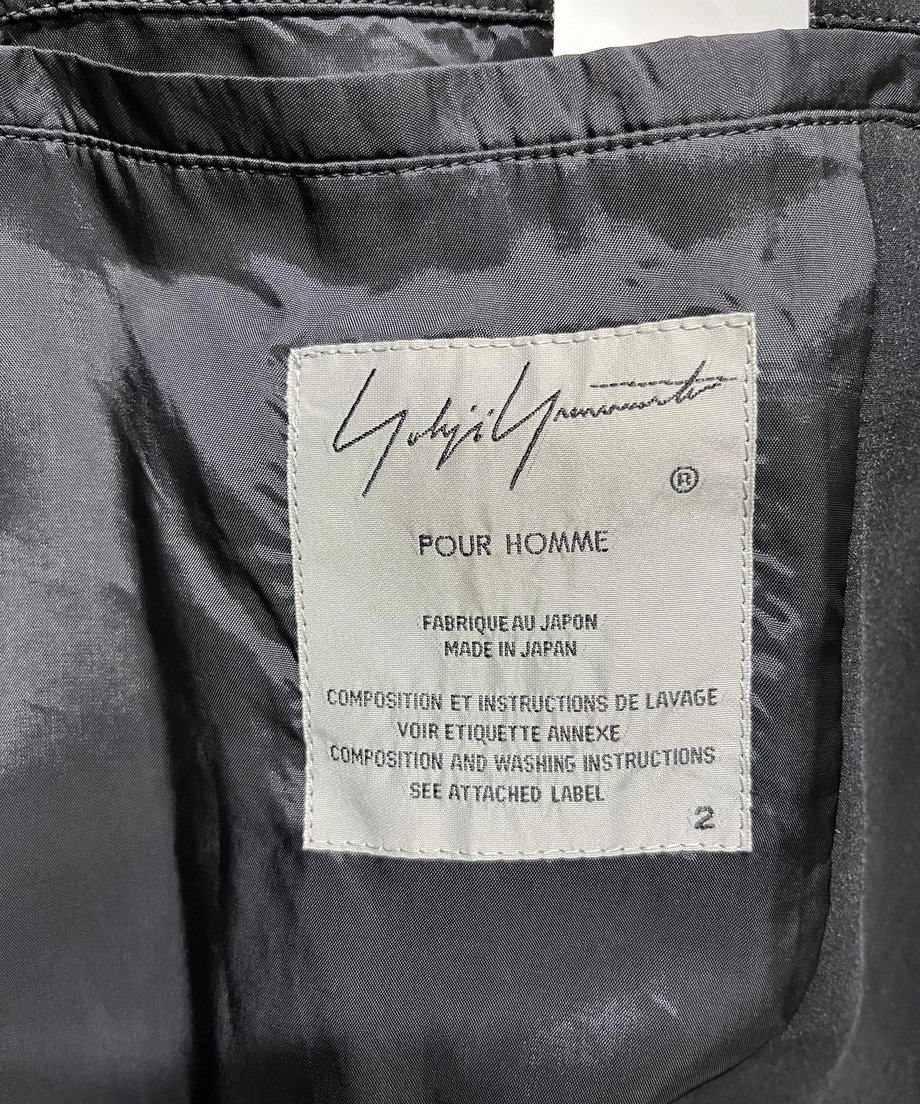 Yohji Yamamoto
®
POUR HOMME
FABRIQUE AU JAPON
MADE IN JAPAN
COMPOSITION ET INSTRUCTIONS DE LAVAGE
VOIR ETIQUETTE ANNEXE
COMPOSITION AND WASHING INSTRUCTIONS
SEE ATTACHED LABEL
2